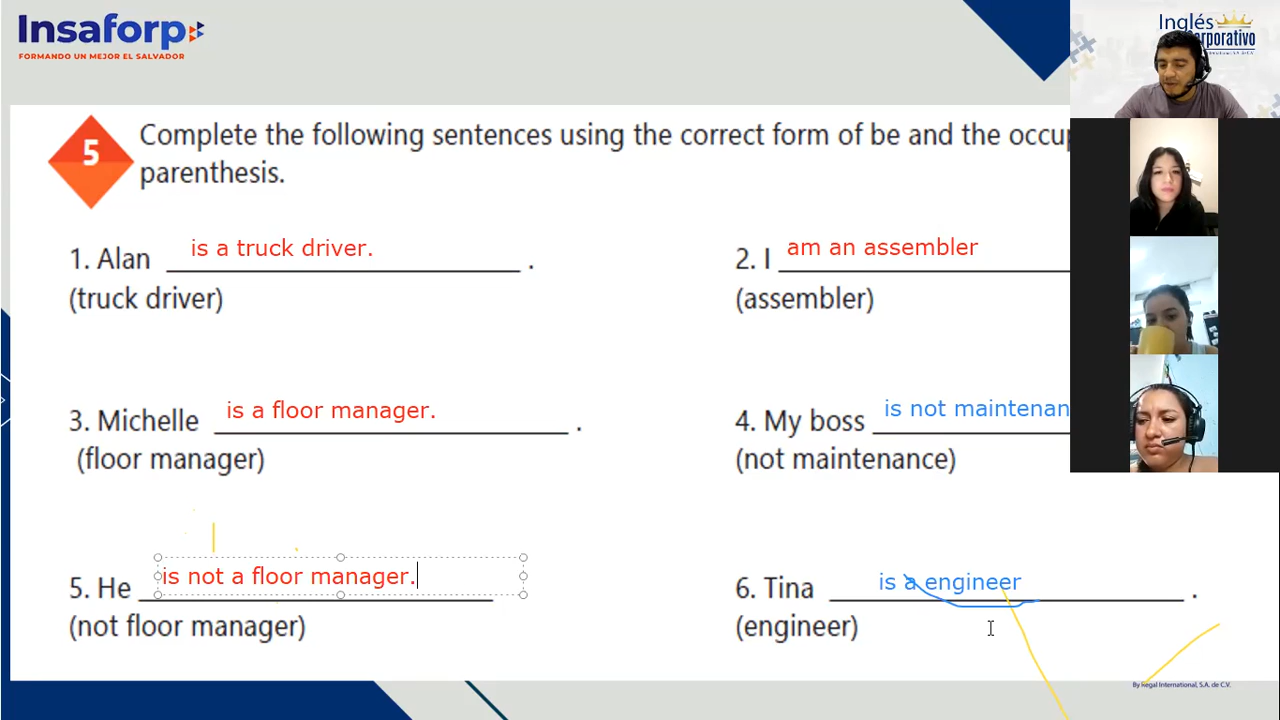 Insaforp
FORMANDO UN MEJOR EL SALVADOR
Inglés
Corporativo
5
Complete the following sentences using the correct form of be and the
parenthesis.
1. Alan is a truck driver. .
(truck driver)
2. I am an assembler
(assembler)
3. Michelle is a floor manager. .
(floor manager)
4. My boss is not maintenan
(not maintenance)
5. He is not a floor manager.
(not floor manager)
6. Tina is a engineer .
(engineer)
By Regal International, S.A. de C.V.